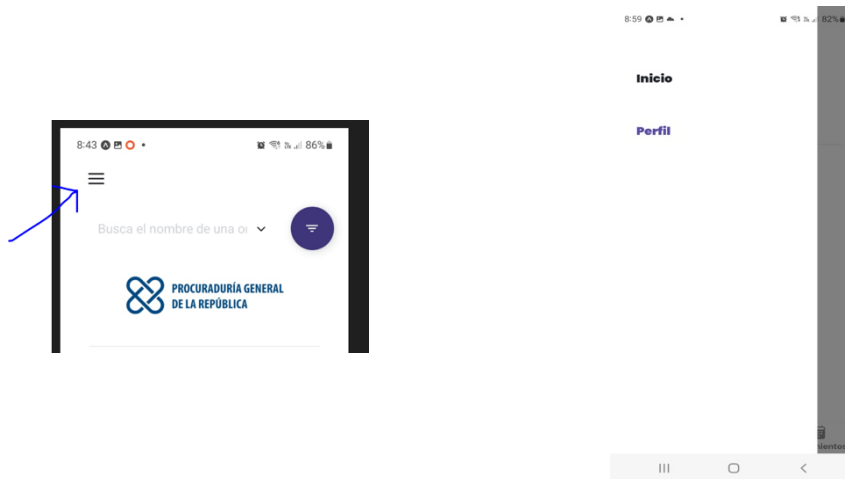 8:43
86%
Busca el nombre de una o
PROCURADURÍA GENERAL
DE LA REPÚBLICA
8:59
82%
Inicio
Perfil